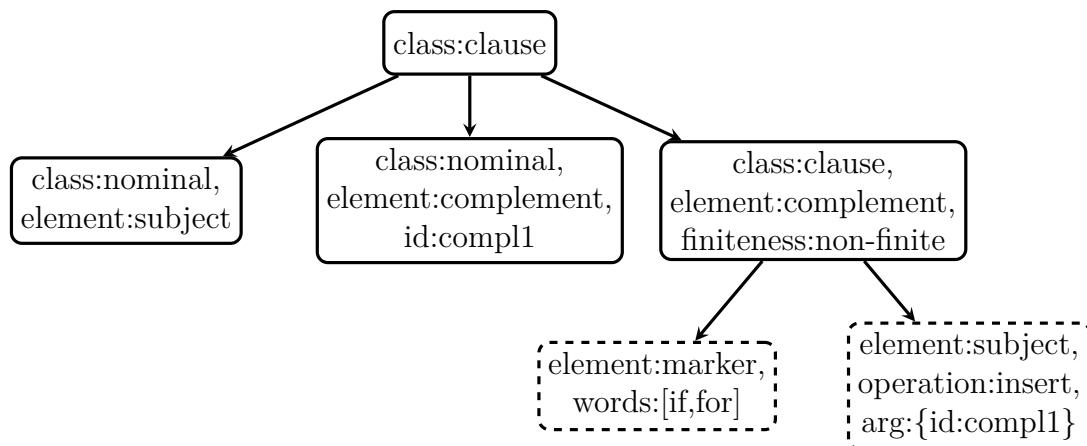 class:clause
class:nominal,
element:subject
class:nominal,
element:complement,
id:compl1
class:clause,
element:complement,
finiteness:non-finite
element:marker,
words:[if,for]
element:subject,
operation:insert,
arg:{id:compl1}